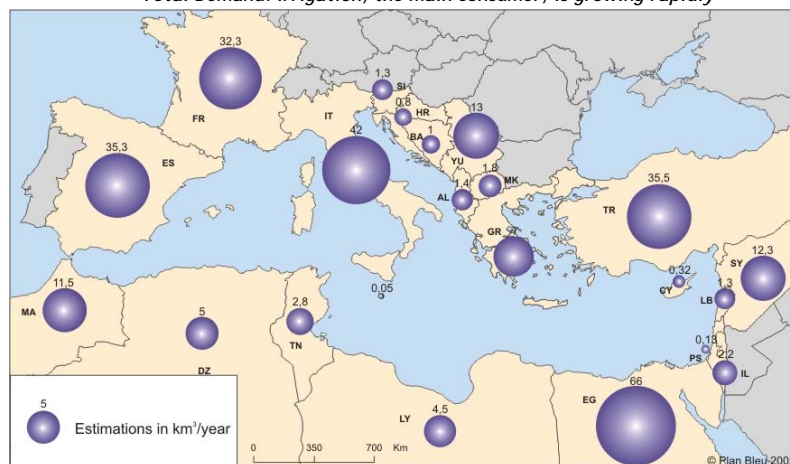 Total Demand: irrigation, the main consumer, is growing rapidly
32,3
FR
1,3
SI
0,8
HR
IT
42
BA
1
13
YU
35,3
ES
1,8
MK
1,4
AL
GR
35,5
TR
12,3
SY
0,32
CY
1,3
LB
0,05
11,5
MA
5
DZ
2,8
TN
0,13
PS
2,2
IL
4,5
LY
66
EG
5
Estimations in km³/year
0 350 700 Km
© Plan Bleu